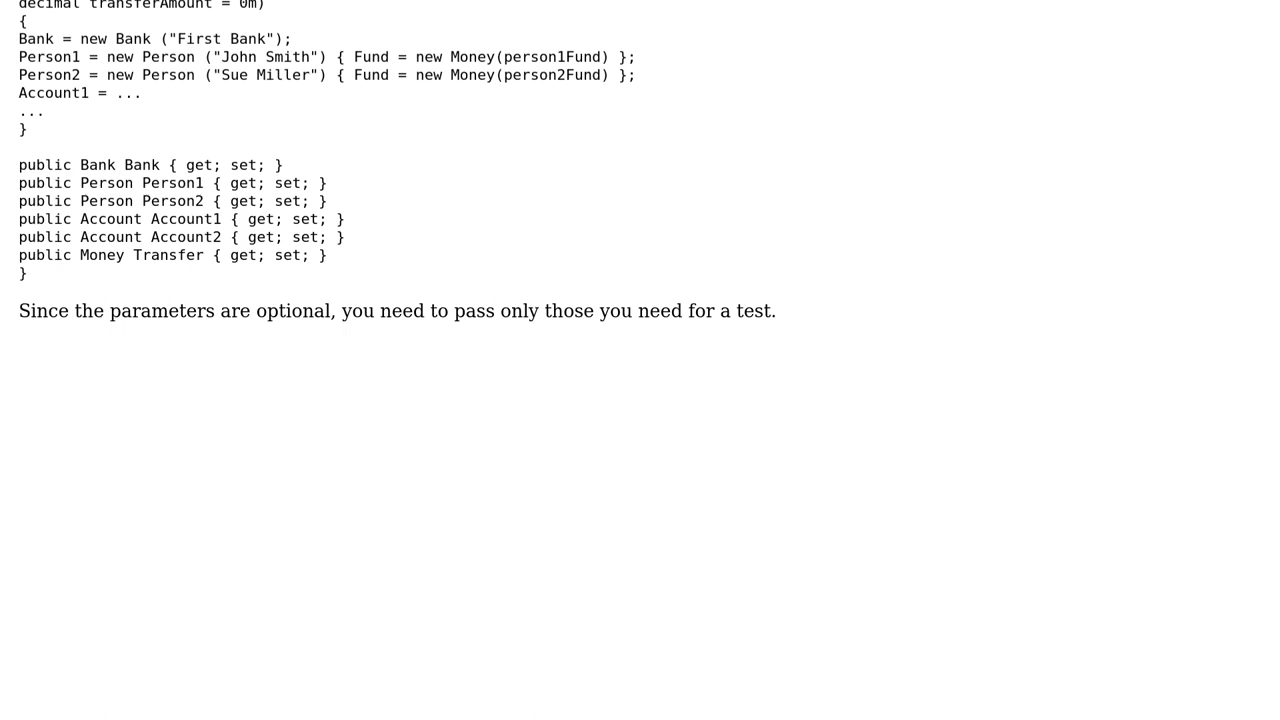 decimal transferAmount = 0m)
{
Bank = new Bank ("First Bank");
Person1 = new Person ("John Smith") { Fund = new Money(person1Fund) };
Person2 = new Person ("Sue Miller") { Fund = new Money(person2Fund) };
Account1 = ...
...
}
public Bank Bank { get; set; }
public Person Person1 { get; set; }
public Person Person2 { get; set; }
public Account Account1 { get; set; }
public Account Account2 { get; set; }
public Money Transfer { get; set; }
}
Since the parameters are optional, you need to pass only those you need for a test.